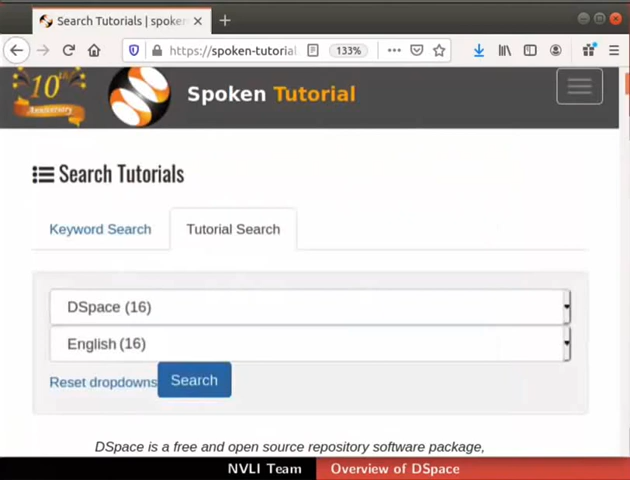 Search Tutorials | spoken
https://spoken-tutorial
133%
10th
Anniversary
Spoken Tutorial
Search Tutorials
Keyword Search
Tutorial Search
DSpace (16)
English (16)
Reset dropdowns
Search
DSpace is a free and open source repository software package,
NVLI Team
Overview of DSpace